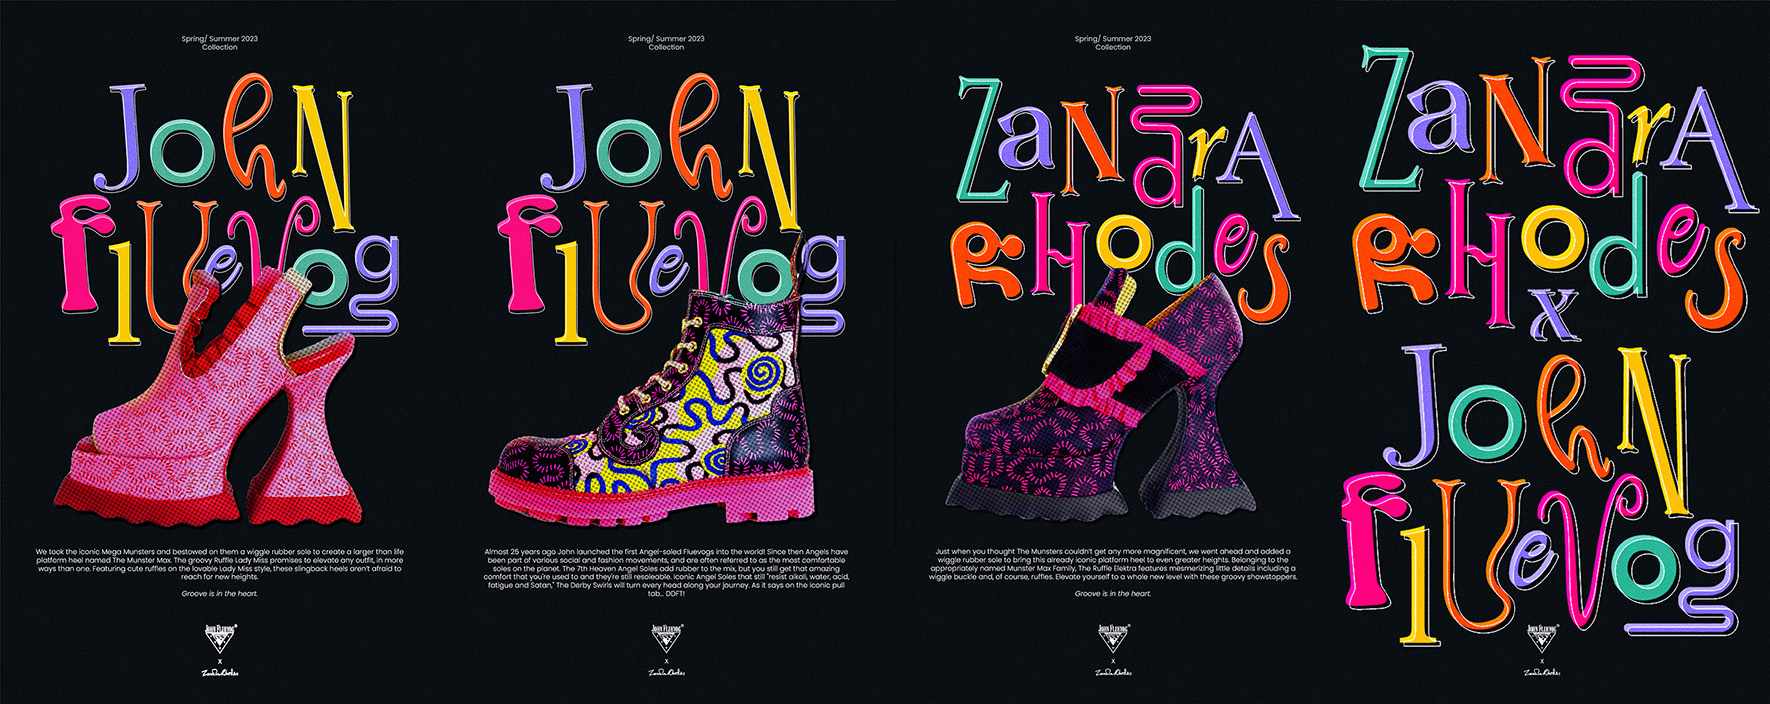 Spring/ Summer 2023
Collection
JohN
flUeVog
We took the iconic Mega Munsters and bestowed on them a wiggle rubber sole to create a larger than life
platform heel named The Munster Max. The groovy Ruffle Lady Miss promises to elevate any outfit, in more
ways than one. Featuring cute ruffles on the lovable Lady Miss style, these slingback heels aren't afraid to
reach for new heights.
Groove is in the heart.
JOHN FLUEVOG
X
Zandra Rhodes
Spring/ Summer 2023
Collection
JohN
flUeVog
Almost 25 years ago John launched the first Angel-soled Fluevogs into the world! Since then Angels have
been part of various social and fashion movements, and are often referred to as the most comfortable
soles on the planet. The 7th Heaven Angel Soles add rubber to the mix, but you still get that amazing
comfort that you're used to and they're still resoleable. Iconic Angel Soles that still "resist alkali, water, acid,
fatigue and Satan," The Derby Swirls will turn every head along your journey. As it says on the iconic pull
tab... DDFT!
JOHN FLUEVOG
X
Zandra Rhodes
Spring/ Summer 2023
Collection
ZaNdrA
RHodes
Just when you thought The Munsters couldn't get any more magnificent, we went ahead and added a
wiggle rubber sole to bring this already iconic platform heel to even greater heights. Belonging to the
appropriately named Munster Max Family, The Ruffle Elektra features mesmerizing little details including a
wiggle buckle and, of course, ruffles. Elevate yourself to a whole new level with these groovy showstoppers.
Groove is in the heart.
JOHN FLUEVOG
X
Zandra Rhodes
ZaNdrA
RHodes
x
JohN
flUeVog
JOHN FLUEVOG
X
Zandra Rhodes